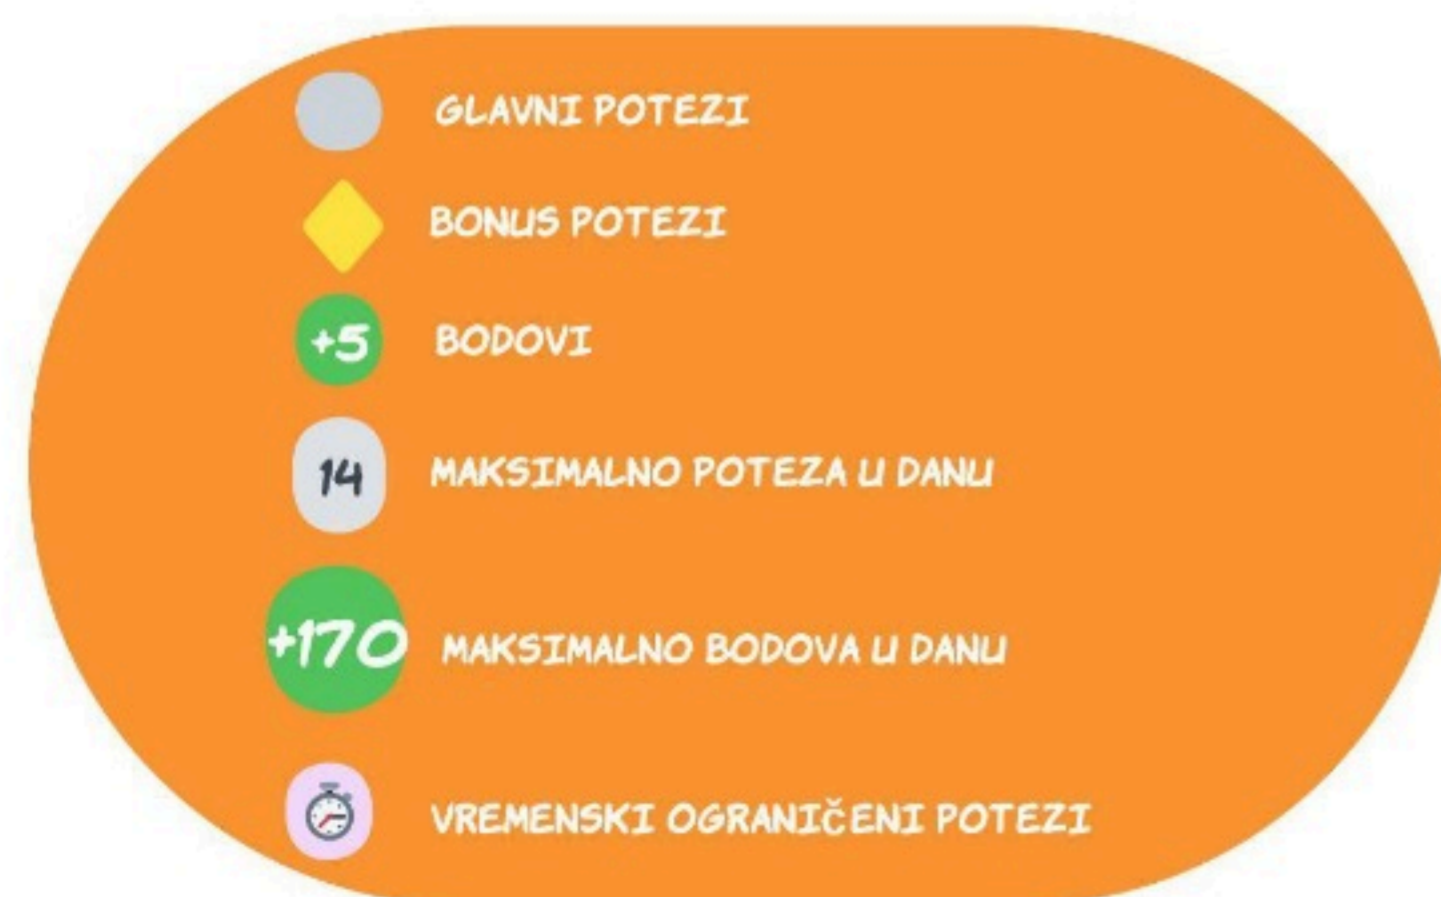 GLAVNI POTEZI
BONUS POTEZI
+5 BODOVI
14 MAKSIMALNO POTEZA U DANU
+170 MAKSIMALNO BODOVA U DANU
VREMENSKI OGRANIČENI POTEZI